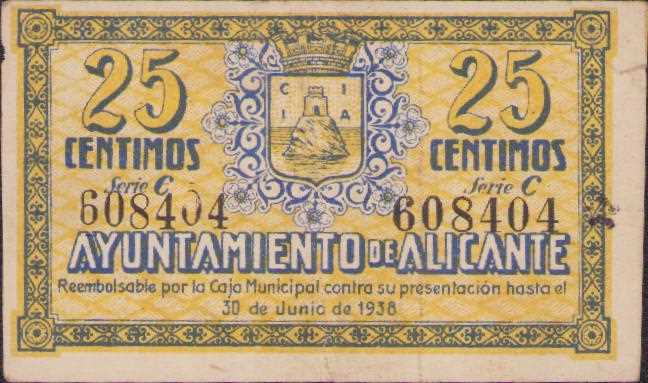 25
CENTIMOS
Serie C
608404
C I
I A
25
CENTIMOS
Serie C
608404
AYUNTAMIENTO DE ALICANTE
Reembolsable por la Caja Municipal contra su presentación hasta el
30 de Junio de 1938